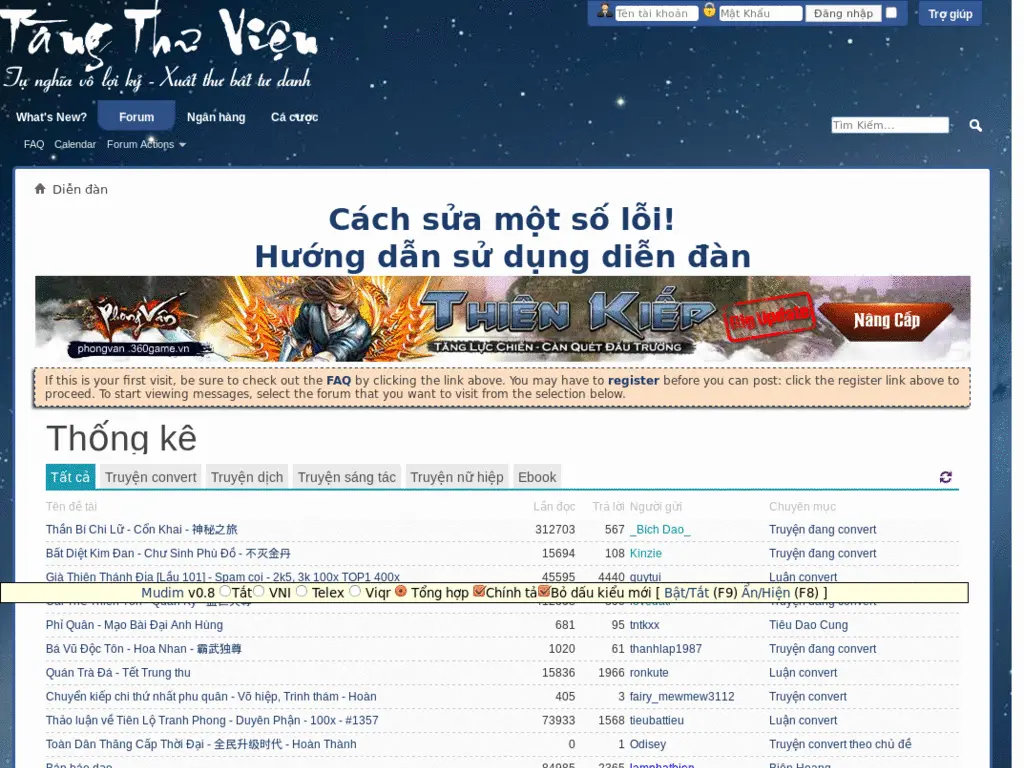 Tàng Thư Viện
Tụ nghĩa vô lợi kỷ - Xuất thư bất tư danh
Tên tài khoản Mật Khẩu Đăng nhập Trợ giúp
What's New? Forum Ngân hàng Cá cược
Tìm Kiếm...
FAQ Calendar Forum Actions
Diễn đàn
Cách sửa một số lỗi!
Hướng dẫn sử dụng diễn đàn
Phong Vân
phongvan .360game.vn
THIÊN KIẾP
TĂNG LỰC CHIẾN - CÀN QUÉT ĐẤU TRƯỜNG
Big Update!
Nâng Cấp
If this is your first visit, be sure to check out the FAQ by clicking the link above. You may have to register before you can post: click the register link above to
proceed. To start viewing messages, select the forum that you want to visit from the selection below.
Thống kê
Tất cả Truyện convert Truyện dịch Truyện sáng tác Truyện nữ hiệp Ebook
Tên đề tài Lần đọc Trả lời Người gửi Chuyên mục
Thần Bí Chi Lữ - Cổn Khai - 神秘之旅 312703 567 _Bích Dao_ Truyện đang convert
Bất Diệt Kim Đan - Chư Sinh Phù Đồ - 不灭金丹 15694 108 Kinzie Truyện đang convert
Già Thiên Thánh Địa [Lầu 101] - Spam coi - 2k5, 3k 100x TOP1 400x 45595 4440 quytui Luận convert
Mudim v0.8 Tắt VNI Telex Viqr Tổng hợp Chính tả Bỏ dấu kiểu mới [ Bật/Tắt (F9) Ẩn/Hiện (F8) ]
Phí Quân - Mạo Bài Đại Anh Hùng 681 95 tntkxx Tiêu Dao Cung
Bá Vũ Độc Tôn - Hoa Nhan - 霸武独尊 1020 61 thanhlap1987 Truyện đang convert
Quán Trà Đá - Tết Trung thu 15836 1966 ronkute Luận convert
Chuyển kiếp chi thứ nhất phu quân - Võ hiệp, Trinh thám - Hoàn 405 3 fairy_mewmew3112 Truyện convert
Thảo luận về Tiên Lộ Tranh Phong - Duyên Phận - 100x - #1357 73933 1568 tieubattieu Luận convert
Toàn Dân Thăng Cấp Thời Đại - 全民升级时代 - Hoàn Thành 0 1 Odisey Truyện convert theo chủ đề
Bán báo dạo 84985 2365 lamphathien Biên Hoang